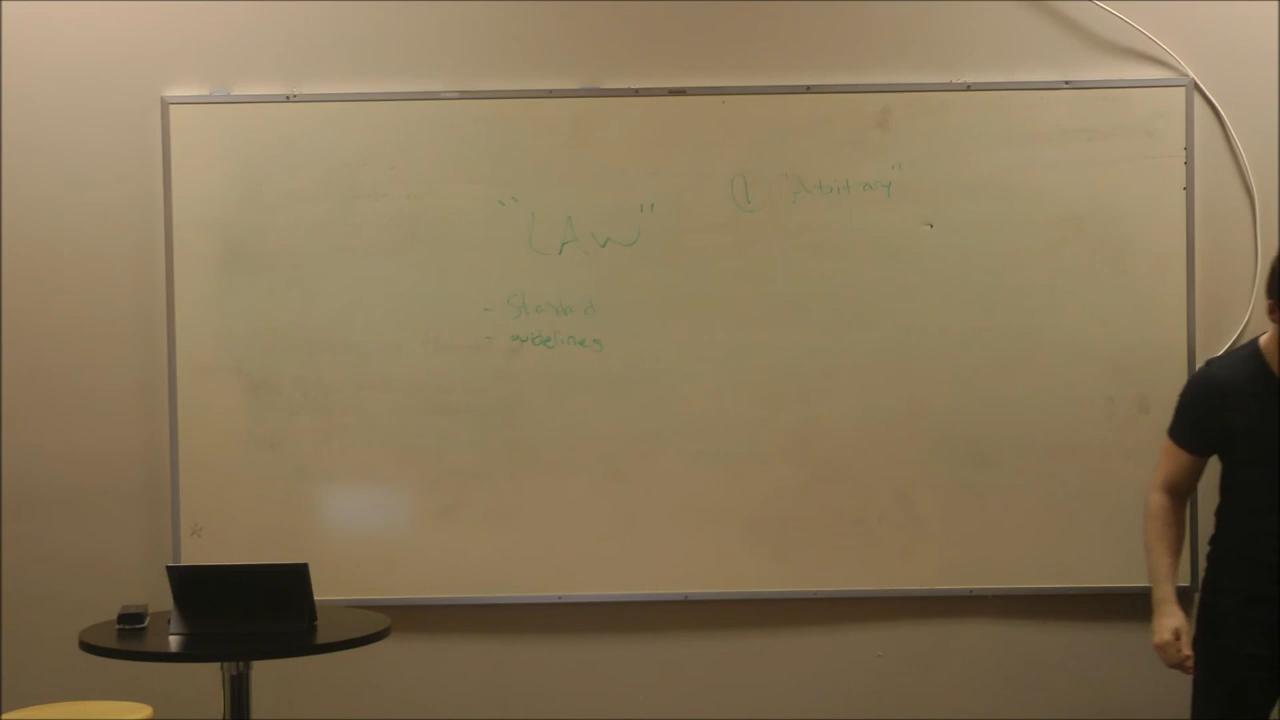 "LAW"
- Standard
- guidelines
① "Arbitrary"